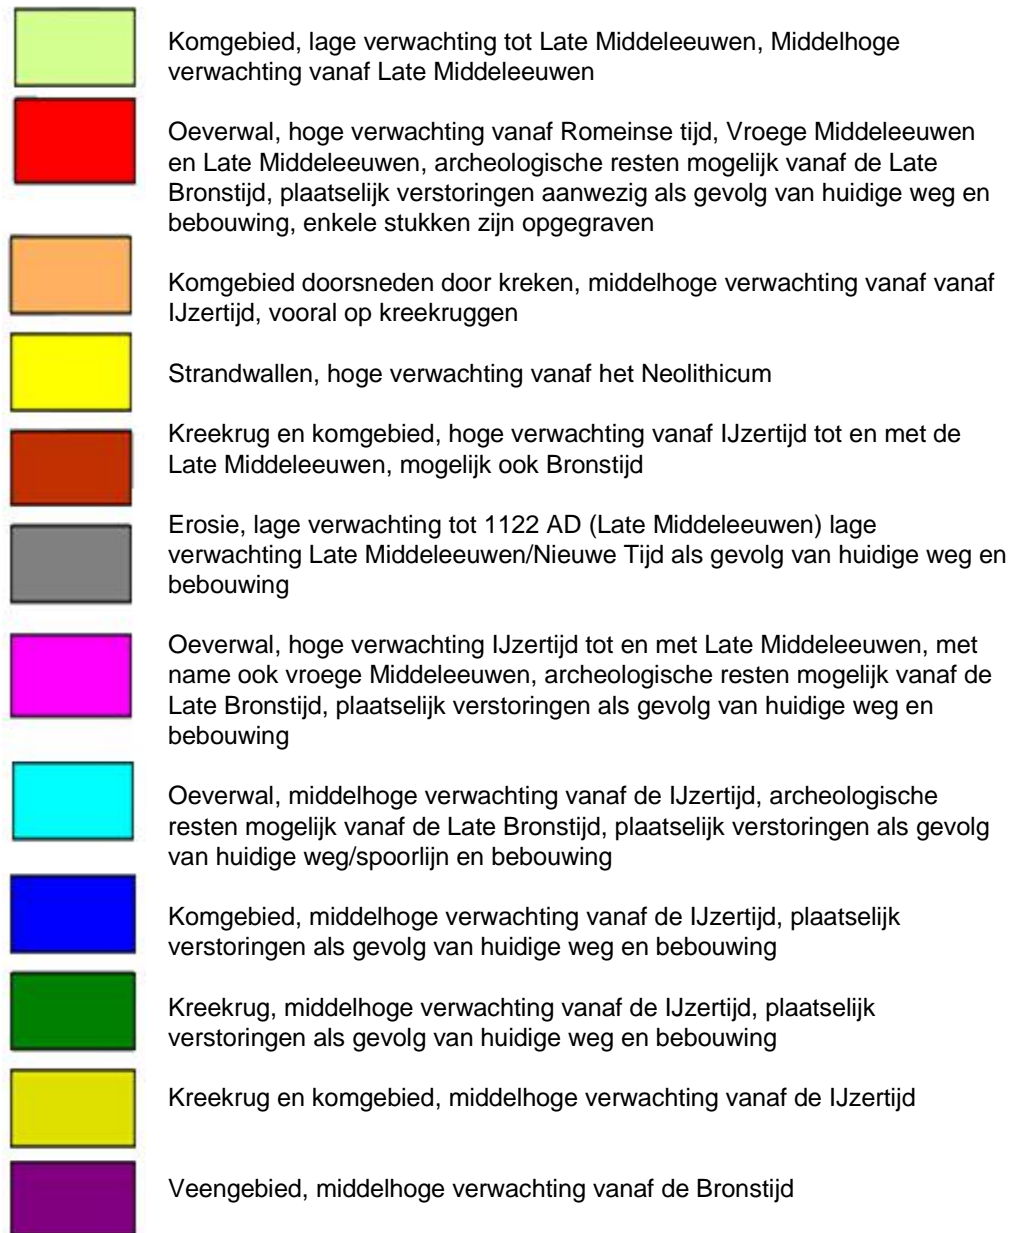 Komgebied, lage verwachting tot Late Middeleeuwen, Middelhoge
verwachting vanaf Late Middeleeuwen
Oeverwal, hoge verwachting vanaf Romeinse tijd, Vroege Middeleeuwen
en Late Middeleeuwen, archeologische resten mogelijk vanaf de Late
Bronstijd, plaatselijk verstoringen aanwezig als gevolg van huidige weg en
bebouwing, enkele stukken zijn opgegraven
Komgebied doorsneden door kreken, middelhoge verwachting vanaf vanaf
IJzertijd, vooral op kreekruggen
Strandwallen, hoge verwachting vanaf het Neolithicum
Kreekrug en komgebied, hoge verwachting vanaf IJzertijd tot en met de
Late Middeleeuwen, mogelijk ook Bronstijd
Erosie, lage verwachting tot 1122 AD (Late Middeleeuwen) lage
verwachting Late Middeleeuwen/Nieuwe Tijd als gevolg van huidige weg en
bebouwing
Oeverwal, hoge verwachting IJzertijd tot en met Late Middeleeuwen, met
name ook vroege Middeleeuwen, archeologische resten mogelijk vanaf de
Late Bronstijd, plaatselijk verstoringen als gevolg van huidige weg en
bebouwing
Oeverwal, middelhoge verwachting vanaf de IJzertijd, archeologische
resten mogelijk vanaf de Late Bronstijd, plaatselijk verstoringen als gevolg
van huidige weg/spoorlijn en bebouwing
Komgebied, middelhoge verwachting vanaf de IJzertijd, plaatselijk
verstoringen als gevolg van huidige weg en bebouwing
Kreekrug, middelhoge verwachting vanaf de IJzertijd, plaatselijk
verstoringen als gevolg van huidige weg en bebouwing
Kreekrug en komgebied, middelhoge verwachting vanaf de IJzertijd
Veengebied, middelhoge verwachting vanaf de Bronstijd